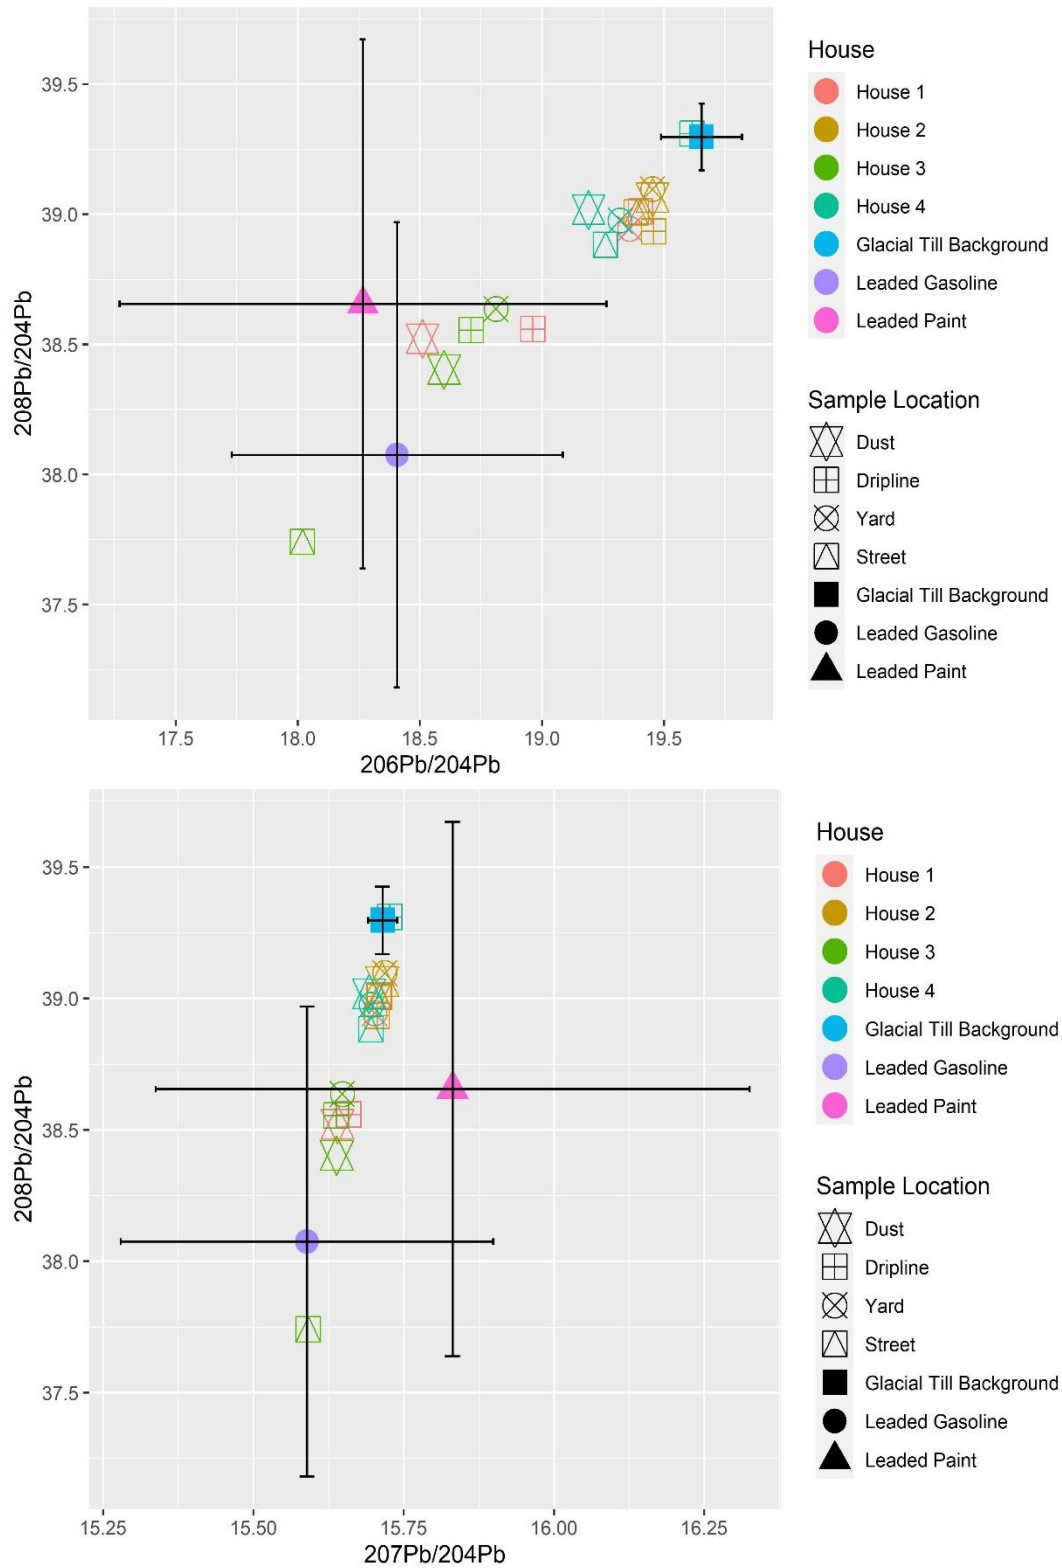 39.5
39.0
38.5
38.0
37.5
208Pb/204Pb
17.5 18.0 18.5 19.0 19.5
206Pb/204Pb
House
House 1
House 2
House 3
House 4
Glacial Till Background
Leaded Gasoline
Leaded Paint
Sample Location
Dust
Dripline
Yard
Street
Glacial Till Background
Leaded Gasoline
Leaded Paint
39.5
39.0
38.5
38.0
37.5
208Pb/204Pb
15.25 15.50 15.75 16.00 16.25
207Pb/204Pb
House
House 1
House 2
House 3
House 4
Glacial Till Background
Leaded Gasoline
Leaded Paint
Sample Location
Dust
Dripline
Yard
Street
Glacial Till Background
Leaded Gasoline
Leaded Paint